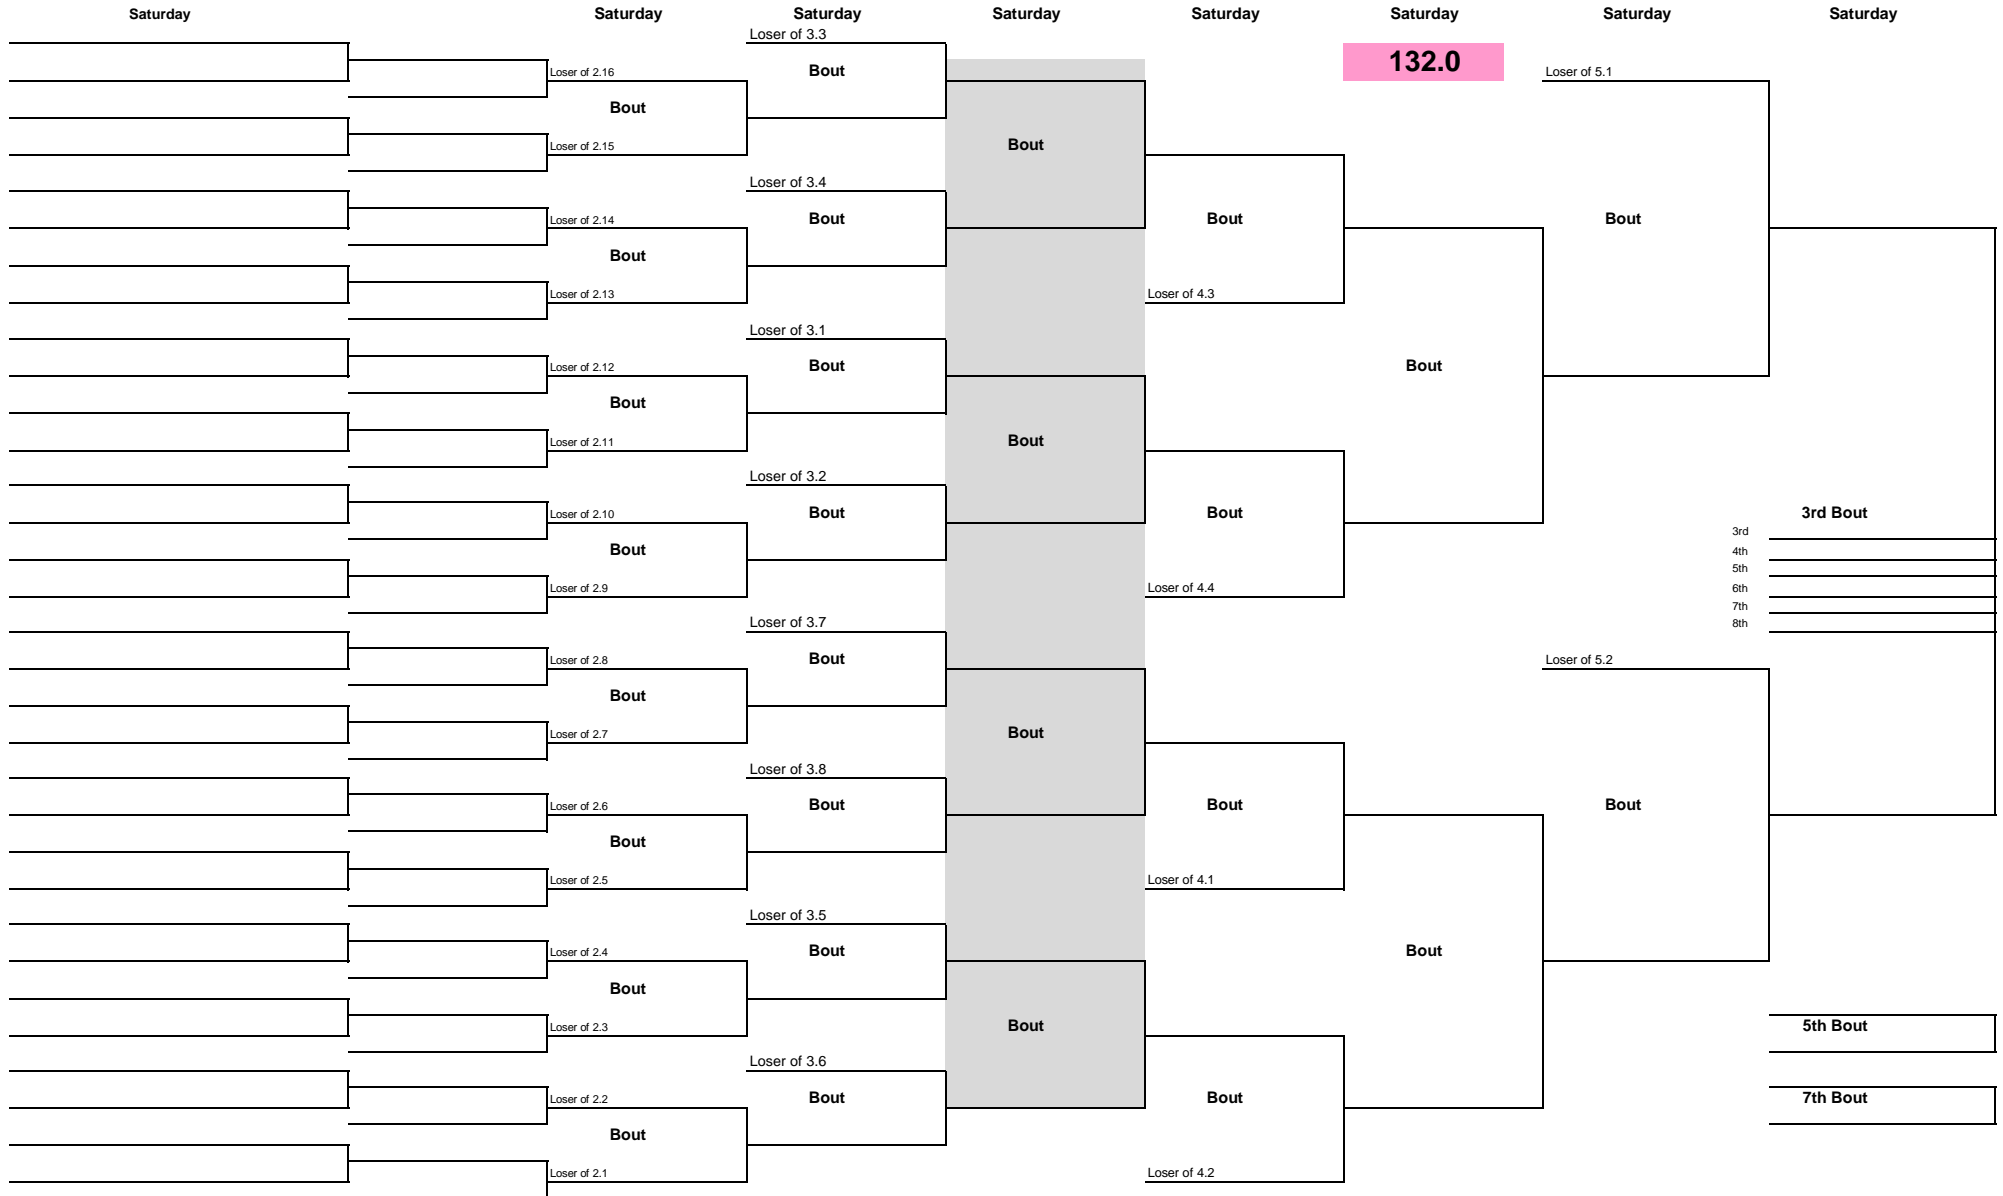 Saturday Saturday Saturday Saturday Saturday Saturday Saturday Saturday
Loser of 3.3
132.0
Loser of 2.16 Bout Loser of 5.1
Bout
Loser of 2.15 Bout
Loser of 3.4
Loser of 2.14 Bout Bout Bout
Bout
Loser of 2.13 Loser of 4.3
Loser of 3.1
Loser of 2.12 Bout Bout
Bout
Loser of 2.11 Bout
Loser of 3.2
Loser of 2.10 Bout Bout 3rd Bout
3rd
Bout 4th
5th
Loser of 2.9 Loser of 4.4 6th
7th
Loser of 3.7 8th
Loser of 2.8 Bout Loser of 5.2
Bout
Loser of 2.7 Bout
Loser of 3.8
Loser of 2.6 Bout Bout Bout
Bout
Loser of 2.5 Loser of 4.1
Loser of 3.5
Loser of 2.4 Bout Bout
Bout
Loser of 2.3 Bout 5th Bout
Loser of 3.6
Loser of 2.2 Bout Bout 7th Bout
Bout
Loser of 2.1 Loser of 4.2